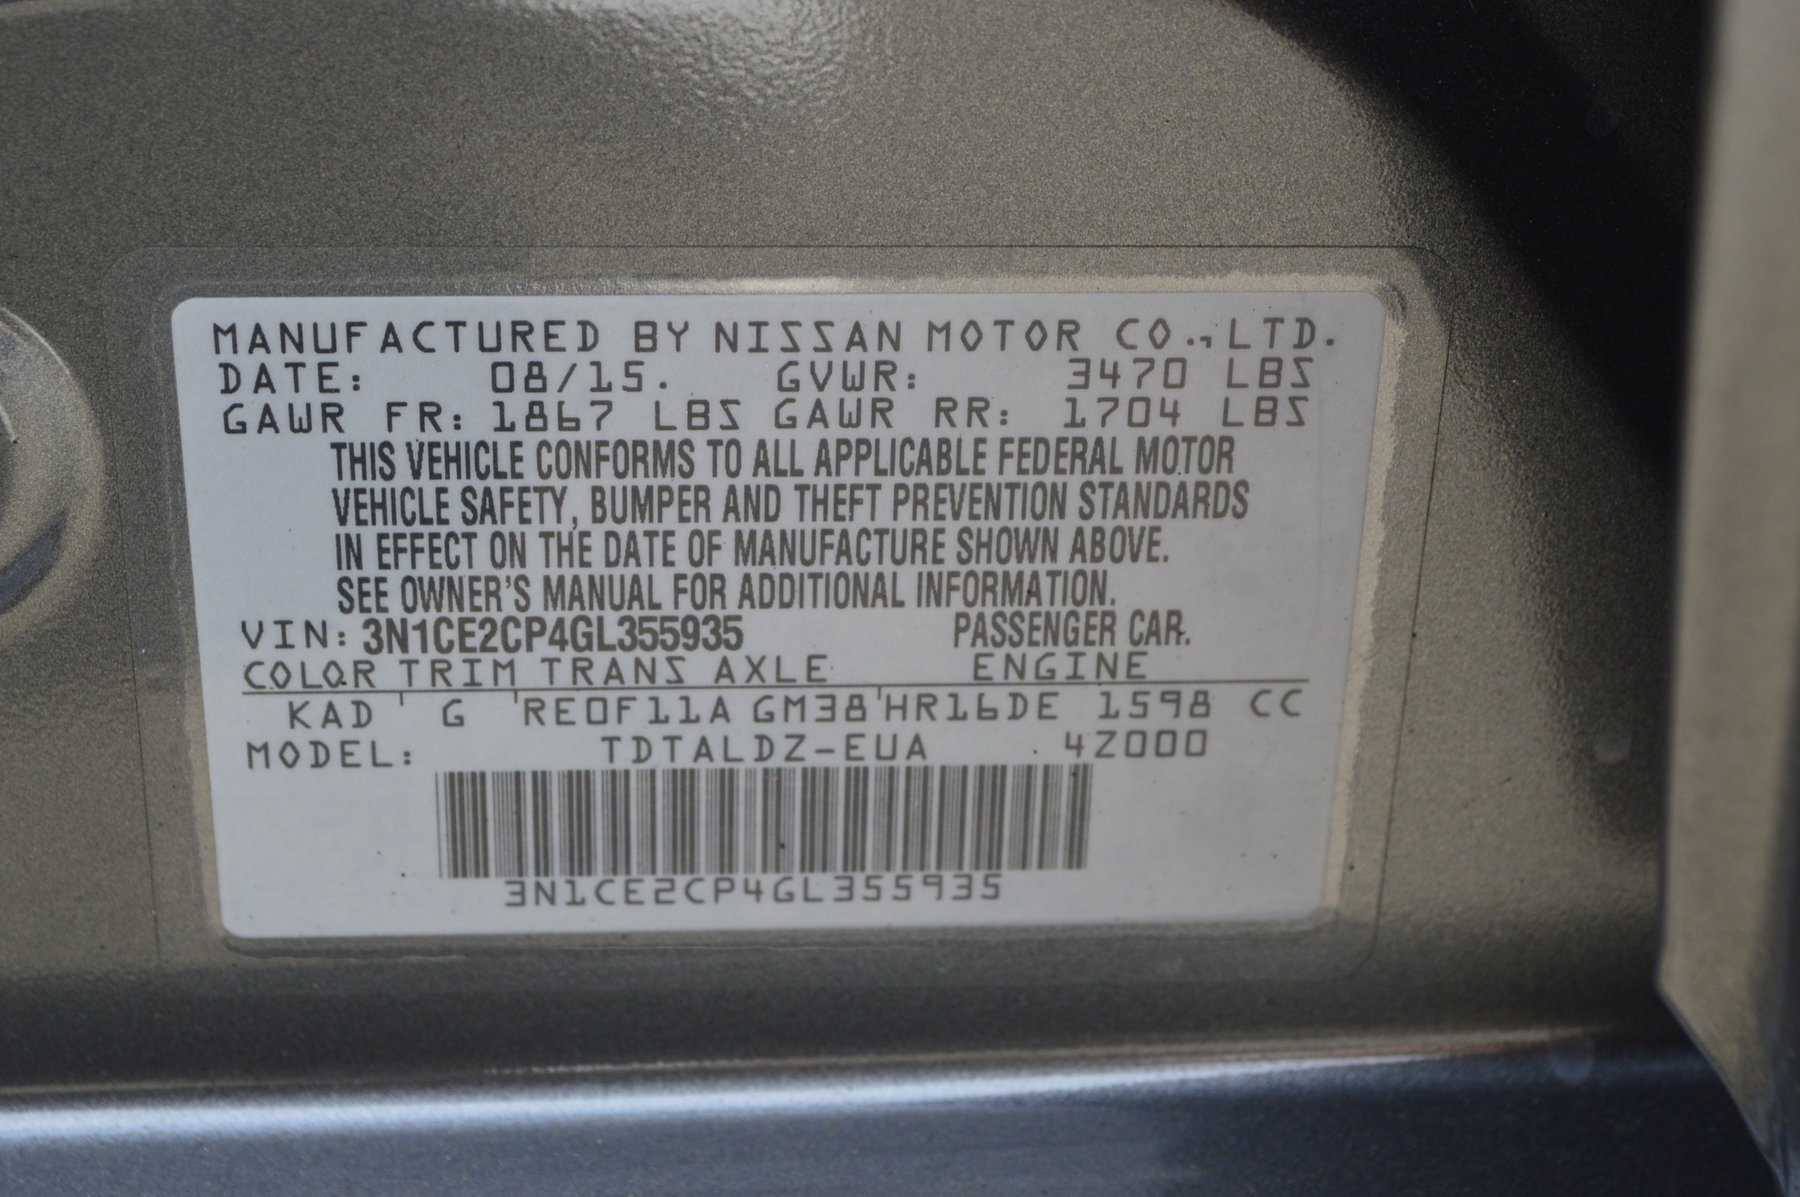 MANUFACTURED BY NISSAN MOTOR CO., LTD.
DATE: 08/15. GVWR: 3470 LBS
GAWR FR: 1867 LBS GAWR RR: 1704 LBS
THIS VEHICLE CONFORMS TO ALL APPLICABLE FEDERAL MOTOR
VEHICLE SAFETY, BUMPER AND THEFT PREVENTION STANDARDS
IN EFFECT ON THE DATE OF MANUFACTURE SHOWN ABOVE.
SEE OWNER'S MANUAL FOR ADDITIONAL INFORMATION.
VIN: 3N1CE2CP4GL355935 PASSENGER CAR.
COLOR TRIM TRANS AXLE ENGINE
KAD G RE0F11A GM38 HR16DE 1598 CC
MODEL: TDTALDZ-EUA 4Z000
3N1CE2CP4GL355935